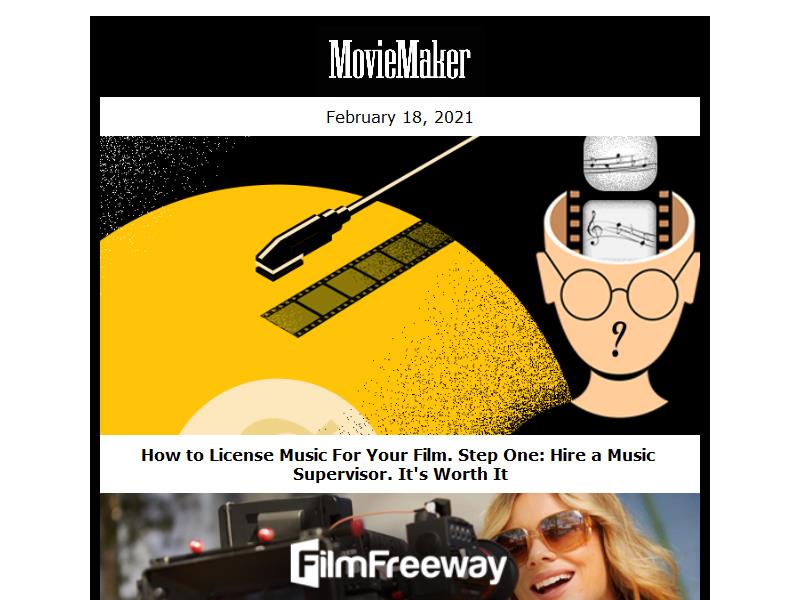 MovieMaker
February 18, 2021
?
How to License Music For Your Film. Step One: Hire a Music
Supervisor. It's Worth It
FilmFreeway